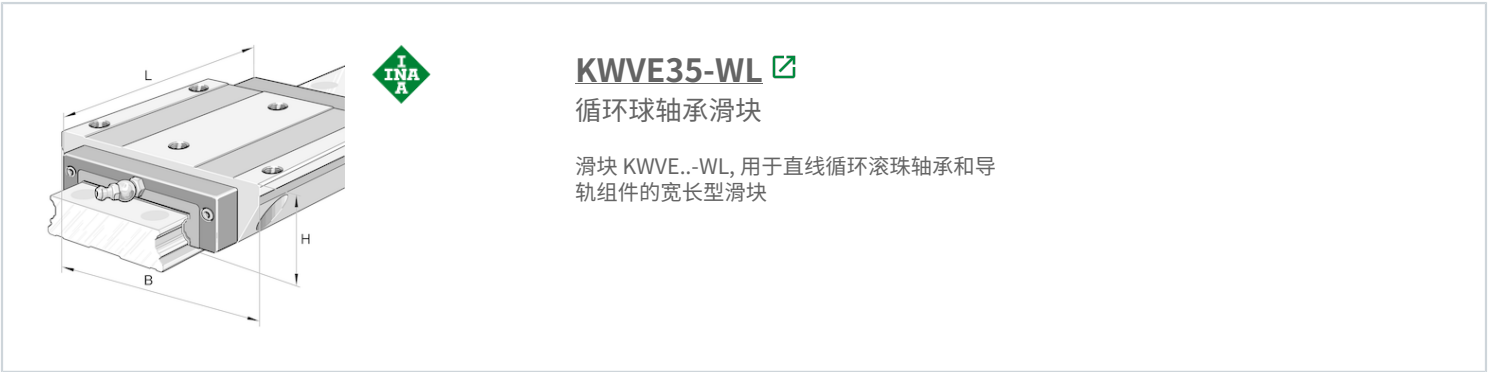 L
H
B
I
INA
A
KWVE35-WL
循环球轴承滑块
滑块 KWVE..-WL, 用于直线循环滚珠轴承和导
轨组件的宽长型滑块